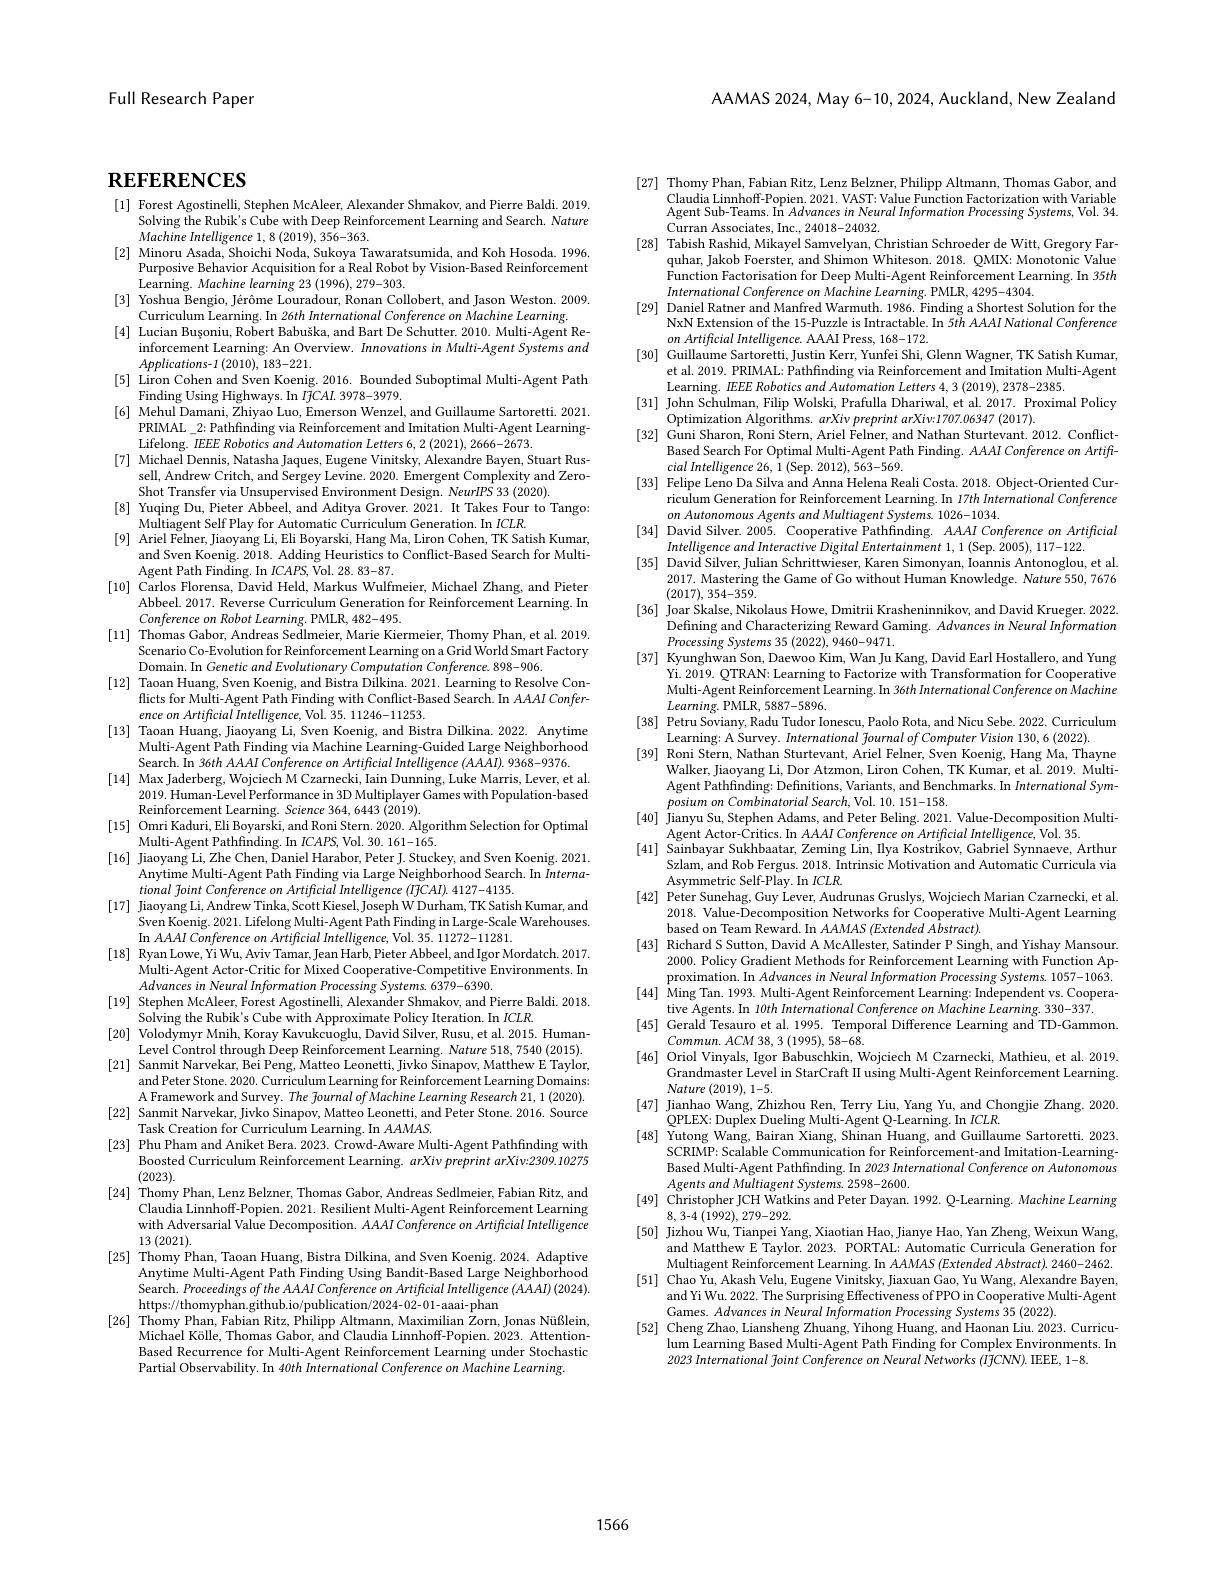 Full Research Paper
AAMAS 2024, May 6–10, 2024, Auckland, New Zealand
REFERENCES
[1] Forest Agostinelli, Stephen McAleer, Alexander Shmakov, and Pierre Baldi. 2019.
Solving the Rubik's Cube with Deep Reinforcement Learning and Search. Nature
Machine Intelligence 1, 8 (2019), 356–363.
[2] Minoru Asada, Shoichi Noda, Sukoya Tawaratsumida, and Koh Hosoda. 1996.
Purposive Behavior Acquisition for a Real Robot by Vision-Based Reinforcement
Learning. Machine learning 23 (1996), 279–303.
[3] Yoshua Bengio, Jérôme Louradour, Ronan Collobert, and Jason Weston. 2009.
Curriculum Learning. In 26th International Conference on Machine Learning.
[4] Lucian Buşoniu, Robert Babuška, and Bart De Schutter. 2010. Multi-Agent Re-
inforcement Learning: An Overview. Innovations in Multi-Agent Systems and
Applications-1 (2010), 183–221.
[5] Liron Cohen and Sven Koenig. 2016. Bounded Suboptimal Multi-Agent Path
Finding Using Highways. In IJCAI. 3978–3979.
[6] Mehul Damani, Zhiyao Luo, Emerson Wenzel, and Guillaume Sartoretti. 2021.
PRIMAL _2: Pathfinding via Reinforcement and Imitation Multi-Agent Learning-
Lifelong. IEEE Robotics and Automation Letters 6, 2 (2021), 2666–2673.
[7] Michael Dennis, Natasha Jaques, Eugene Vinitsky, Alexandre Bayen, Stuart Rus-
sell, Andrew Critch, and Sergey Levine. 2020. Emergent Complexity and Zero-
Shot Transfer via Unsupervised Environment Design. NeurIPS 33 (2020).
[8] Yuqing Du, Pieter Abbeel, and Aditya Grover. 2021. It Takes Four to Tango:
Multiagent Self Play for Automatic Curriculum Generation. In ICLR.
[9] Ariel Felner, Jiaoyang Li, Eli Boyarski, Hang Ma, Liron Cohen, TK Satish Kumar,
and Sven Koenig. 2018. Adding Heuristics to Conflict-Based Search for Multi-
Agent Path Finding. In ICAPS, Vol. 28. 83–87.
[10] Carlos Florensa, David Held, Markus Wulfmeier, Michael Zhang, and Pieter
Abbeel. 2017. Reverse Curriculum Generation for Reinforcement Learning. In
Conference on Robot Learning. PMLR, 482–495.
[11] Thomas Gabor, Andreas Sedlmeier, Marie Kiermeier, Thomy Phan, et al. 2019.
Scenario Co-Evolution for Reinforcement Learning on a Grid World Smart Factory
Domain. In Genetic and Evolutionary Computation Conference. 898–906.
[12] Taoan Huang, Sven Koenig, and Bistra Dilkina. 2021. Learning to Resolve Con-
flicts for Multi-Agent Path Finding with Conflict-Based Search. In AAAI Confer-
ence on Artificial Intelligence, Vol. 35. 11246–11253.
[13] Taoan Huang, Jiaoyang Li, Sven Koenig, and Bistra Dilkina. 2022. Anytime
Multi-Agent Path Finding via Machine Learning-Guided Large Neighborhood
Search. In 36th AAAI Conference on Artificial Intelligence (AAAI). 9368–9376.
[14] Max Jaderberg, Wojciech M Czarnecki, Iain Dunning, Luke Marris, Lever, et al.
2019. Human-Level Performance in 3D Multiplayer Games with Population-based
Reinforcement Learning. Science 364, 6443 (2019).
[15] Omri Kaduri, Eli Boyarski, and Roni Stern. 2020. Algorithm Selection for Optimal
Multi-Agent Pathfinding. In ICAPS, Vol. 30. 161–165.
[16] Jiaoyang Li, Zhe Chen, Daniel Harabor, Peter J. Stuckey, and Sven Koenig. 2021.
Anytime Multi-Agent Path Finding via Large Neighborhood Search. In Interna-
tional Joint Conference on Artificial Intelligence (IJCAI). 4127–4135.
[17] Jiaoyang Li, Andrew Tinka, Scott Kiesel, Joseph W Durham, TK Satish Kumar, and
Sven Koenig. 2021. Lifelong Multi-Agent Path Finding in Large-Scale Warehouses.
In AAAI Conference on Artificial Intelligence, Vol. 35. 11272–11281.
[18] Ryan Lowe, Yi Wu, Aviv Tamar, Jean Harb, Pieter Abbeel, and Igor Mordatch. 2017.
Multi-Agent Actor-Critic for Mixed Cooperative-Competitive Environments. In
Advances in Neural Information Processing Systems. 6379–6390.
[19] Stephen McAleer, Forest Agostinelli, Alexander Shmakov, and Pierre Baldi. 2018.
Solving the Rubik's Cube with Approximate Policy Iteration. In ICLR.
[20] Volodymyr Mnih, Koray Kavukcuoglu, David Silver, Rusu, et al. 2015. Human-
Level Control through Deep Reinforcement Learning. Nature 518, 7540 (2015).
[21] Sanmit Narvekar, Bei Peng, Matteo Leonetti, Jivko Sinapov, Matthew E Taylor,
and Peter Stone. 2020. Curriculum Learning for Reinforcement Learning Domains:
A Framework and Survey. The Journal of Machine Learning Research 21, 1 (2020).
[22] Sanmit Narvekar, Jivko Sinapov, Matteo Leonetti, and Peter Stone. 2016. Source
Task Creation for Curriculum Learning. In AAMAS.
[23] Phu Pham and Aniket Bera. 2023. Crowd-Aware Multi-Agent Pathfinding with
Boosted Curriculum Reinforcement Learning. arXiv preprint arXiv:2309.10275
(2023).
[24] Thomy Phan, Lenz Belzner, Thomas Gabor, Andreas Sedlmeier, Fabian Ritz, and
Claudia Linnhoff-Popien. 2021. Resilient Multi-Agent Reinforcement Learning
with Adversarial Value Decomposition. AAAI Conference on Artificial Intelligence
13 (2021).
[25] Thomy Phan, Taoan Huang, Bistra Dilkina, and Sven Koenig. 2024. Adaptive
Anytime Multi-Agent Path Finding Using Bandit-Based Large Neighborhood
Search. Proceedings of the AAAI Conference on Artificial Intelligence (AAAI) (2024).
https://thomyphan.github.io/publication/2024-02-01-aaai-phan
[26] Thomy Phan, Fabian Ritz, Philipp Altmann, Maximilian Zorn, Jonas Nüßlein,
Michael Kölle, Thomas Gabor, and Claudia Linnhoff-Popien. 2023. Attention-
Based Recurrence for Multi-Agent Reinforcement Learning under Stochastic
Partial Observability. In 40th International Conference on Machine Learning.
[27] Thomy Phan, Fabian Ritz, Lenz Belzner, Philipp Altmann, Thomas Gabor, and
Claudia Linnhoff-Popien. 2021. VAST: Value Function Factorization with Variable
Agent Sub-Teams. In Advances in Neural Information Processing Systems, Vol. 34.
Curran Associates, Inc., 24018–24032.
[28] Tabish Rashid, Mikayel Samvelyan, Christian Schroeder de Witt, Gregory Far-
quhar, Jakob Foerster, and Shimon Whiteson. 2018. QMIX: Monotonic Value
Function Factorisation for Deep Multi-Agent Reinforcement Learning. In 35th
International Conference on Machine Learning. PMLR, 4295–4304.
[29] Daniel Ratner and Manfred Warmuth. 1986. Finding a Shortest Solution for the
NxN Extension of the 15-Puzzle is Intractable. In 5th AAAI National Conference
on Artificial Intelligence. AAAI Press, 168–172.
[30] Guillaume Sartoretti, Justin Kerr, Yunfei Shi, Glenn Wagner, TK Satish Kumar,
et al. 2019. PRIMAL: Pathfinding via Reinforcement and Imitation Multi-Agent
Learning. IEEE Robotics and Automation Letters 4, 3 (2019), 2378–2385.
[31] John Schulman, Filip Wolski, Prafulla Dhariwal, et al. 2017. Proximal Policy
Optimization Algorithms. arXiv preprint arXiv:1707.06347 (2017).
[32] Guni Sharon, Roni Stern, Ariel Felner, and Nathan Sturtevant. 2012. Conflict-
Based Search For Optimal Multi-Agent Path Finding. AAAI Conference on Artifi-
cial Intelligence 26, 1 (Sep. 2012), 563–569.
[33] Felipe Leno Da Silva and Anna Helena Reali Costa. 2018. Object-Oriented Cur-
riculum Generation for Reinforcement Learning. In 17th International Conference
on Autonomous Agents and Multiagent Systems. 1026–1034.
[34] David Silver. 2005. Cooperative Pathfinding. AAAI Conference on Artificial
Intelligence and Interactive Digital Entertainment 1, 1 (Sep. 2005), 117–122.
[35] David Silver, Julian Schrittwieser, Karen Simonyan, Ioannis Antonoglou, et al.
2017. Mastering the Game of Go without Human Knowledge. Nature 550, 7676
(2017), 354–359.
[36] Joar Skalse, Nikolaus Howe, Dmitrii Krasheninnikov, and David Krueger. 2022.
Defining and Characterizing Reward Gaming. Advances in Neural Information
Processing Systems 35 (2022), 9460–9471.
[37] Kyunghwan Son, Daewoo Kim, Wan Ju Kang, David Earl Hostallero, and Yung
Yi. 2019. QTRAN: Learning to Factorize with Transformation for Cooperative
Multi-Agent Reinforcement Learning. In 36th International Conference on Machine
Learning. PMLR, 5887–5896.
[38] Petru Soviany, Radu Tudor Ionescu, Paolo Rota, and Nicu Sebe. 2022. Curriculum
Learning: A Survey. International Journal of Computer Vision 130, 6 (2022).
[39] Roni Stern, Nathan Sturtevant, Ariel Felner, Sven Koenig, Hang Ma, Thayne
Walker, Jiaoyang Li, Dor Atzmon, Liron Cohen, TK Kumar, et al. 2019. Multi-
Agent Pathfinding: Definitions, Variants, and Benchmarks. In International Sym-
posium on Combinatorial Search, Vol. 10. 151–158.
[40] Jianyu Su, Stephen Adams, and Peter Beling. 2021. Value-Decomposition Multi-
Agent Actor-Critics. In AAAI Conference on Artificial Intelligence, Vol. 35.
[41] Sainbayar Sukhbaatar, Zeming Lin, Ilya Kostrikov, Gabriel Synnaeve, Arthur
Szlam, and Rob Fergus. 2018. Intrinsic Motivation and Automatic Curricula via
Asymmetric Self-Play. In ICLR.
[42] Peter Sunehag, Guy Lever, Audrunas Gruslys, Wojciech Marian Czarnecki, et al.
2018. Value-Decomposition Networks for Cooperative Multi-Agent Learning
based on Team Reward. In AAMAS (Extended Abstract).
[43] Richard S Sutton, David A McAllester, Satinder P Singh, and Yishay Mansour.
2000. Policy Gradient Methods for Reinforcement Learning with Function Ap-
proximation. In Advances in Neural Information Processing Systems. 1057–1063.
[44] Ming Tan. 1993. Multi-Agent Reinforcement Learning: Independent vs. Coopera-
tive Agents. In 10th International Conference on Machine Learning. 330–337.
[45] Gerald Tesauro et al. 1995. Temporal Difference Learning and TD-Gammon.
Commun. ACM 38, 3 (1995), 58–68.
[46] Oriol Vinyals, Igor Babuschkin, Wojciech M Czarnecki, Mathieu, et al. 2019.
Grandmaster Level in StarCraft II using Multi-Agent Reinforcement Learning.
Nature (2019), 1–5.
[47] Jianhao Wang, Zhizhou Ren, Terry Liu, Yang Yu, and Chongjie Zhang. 2020.
QPLEX: Duplex Dueling Multi-Agent Q-Learning. In ICLR.
[48] Yutong Wang, Bairan Xiang, Shinan Huang, and Guillaume Sartoretti. 2023.
SCRIMP: Scalable Communication for Reinforcement-and Imitation-Learning-
Based Multi-Agent Pathfinding. In 2023 International Conference on Autonomous
Agents and Multiagent Systems. 2598–2600.
[49] Christopher JCH Watkins and Peter Dayan. 1992. Q-Learning. Machine Learning
8, 3-4 (1992), 279–292.
[50] Jizhou Wu, Tianpei Yang, Xiaotian Hao, Jianye Hao, Yan Zheng, Weixun Wang,
and Matthew E Taylor. 2023. PORTAL: Automatic Curricula Generation for
Multiagent Reinforcement Learning. In AAMAS (Extended Abstract). 2460–2462.
[51] Chao Yu, Akash Velu, Eugene Vinitsky, Jiaxuan Gao, Yu Wang, Alexandre Bayen,
and Yi Wu. 2022. The Surprising Effectiveness of PPO in Cooperative Multi-Agent
Games. Advances in Neural Information Processing Systems 35 (2022).
[52] Cheng Zhao, Liansheng Zhuang, Yihong Huang, and Haonan Liu. 2023. Curricu-
lum Learning Based Multi-Agent Path Finding for Complex Environments. In
2023 International Joint Conference on Neural Networks (IJCNN). IEEE, 1–8.
1566